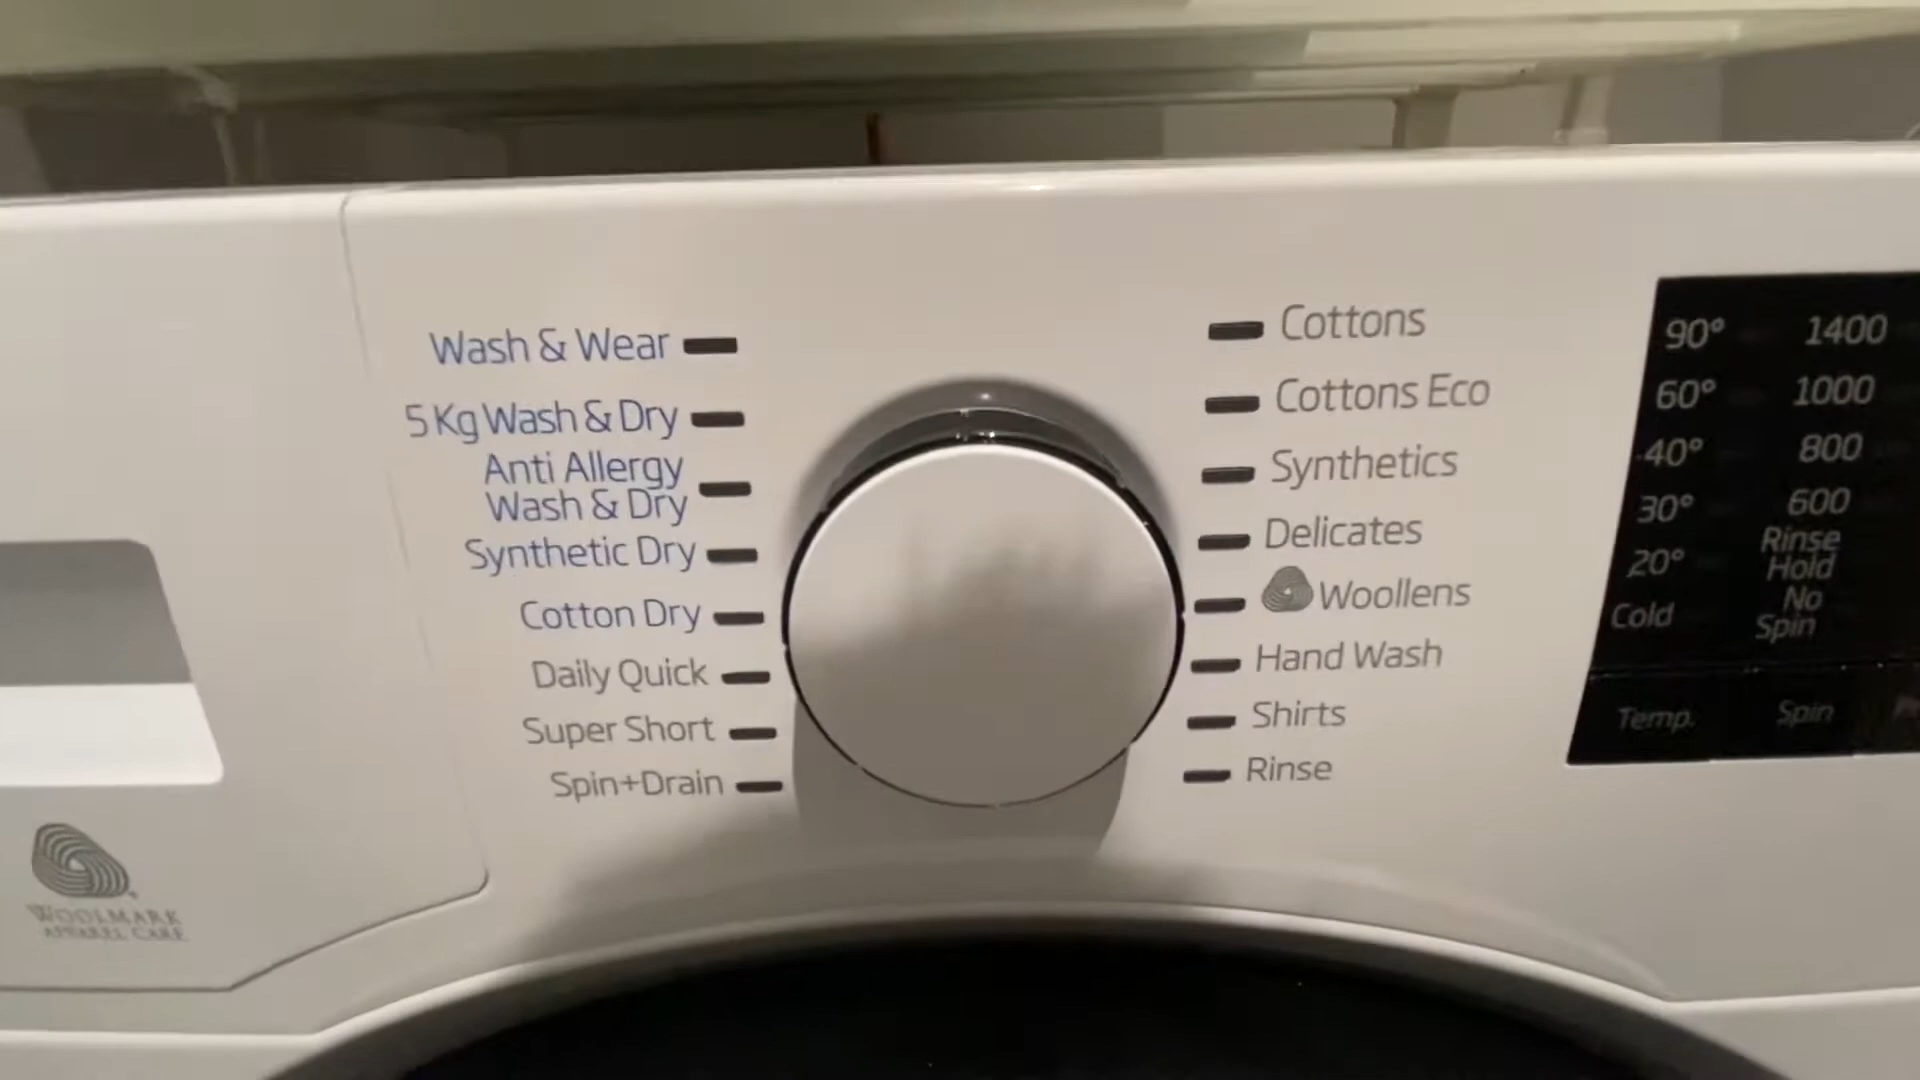 Wash & Wear
5 Kg Wash & Dry
Anti Allergy
Wash & Dry
Synthetic Dry
Cotton Dry
Daily Quick
Super Short
Spin+Drain
Cottons
Cottons Eco
Synthetics
Delicates
Woollens
Hand Wash
Shirts
Rinse
90° 1400
60° 1000
40° 800
30° 600
20° Rinse
Hold
Cold No
Spin
Temp. Spin
WOOLMARK
APPAREL CARE